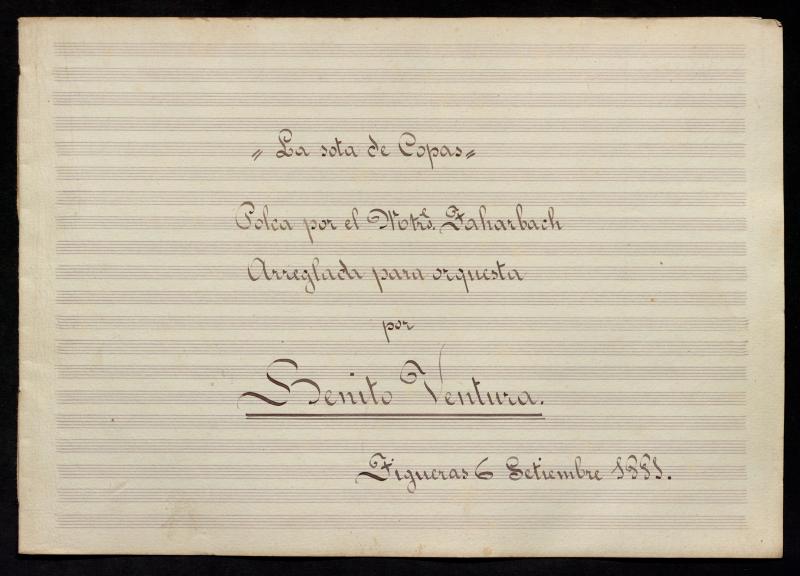 "La sota de Copas"
Polca por el Mtro. Faharbach
Arreglada para orquesta
por
Benito Ventura.
Figueras 6 Setiembre 1881.